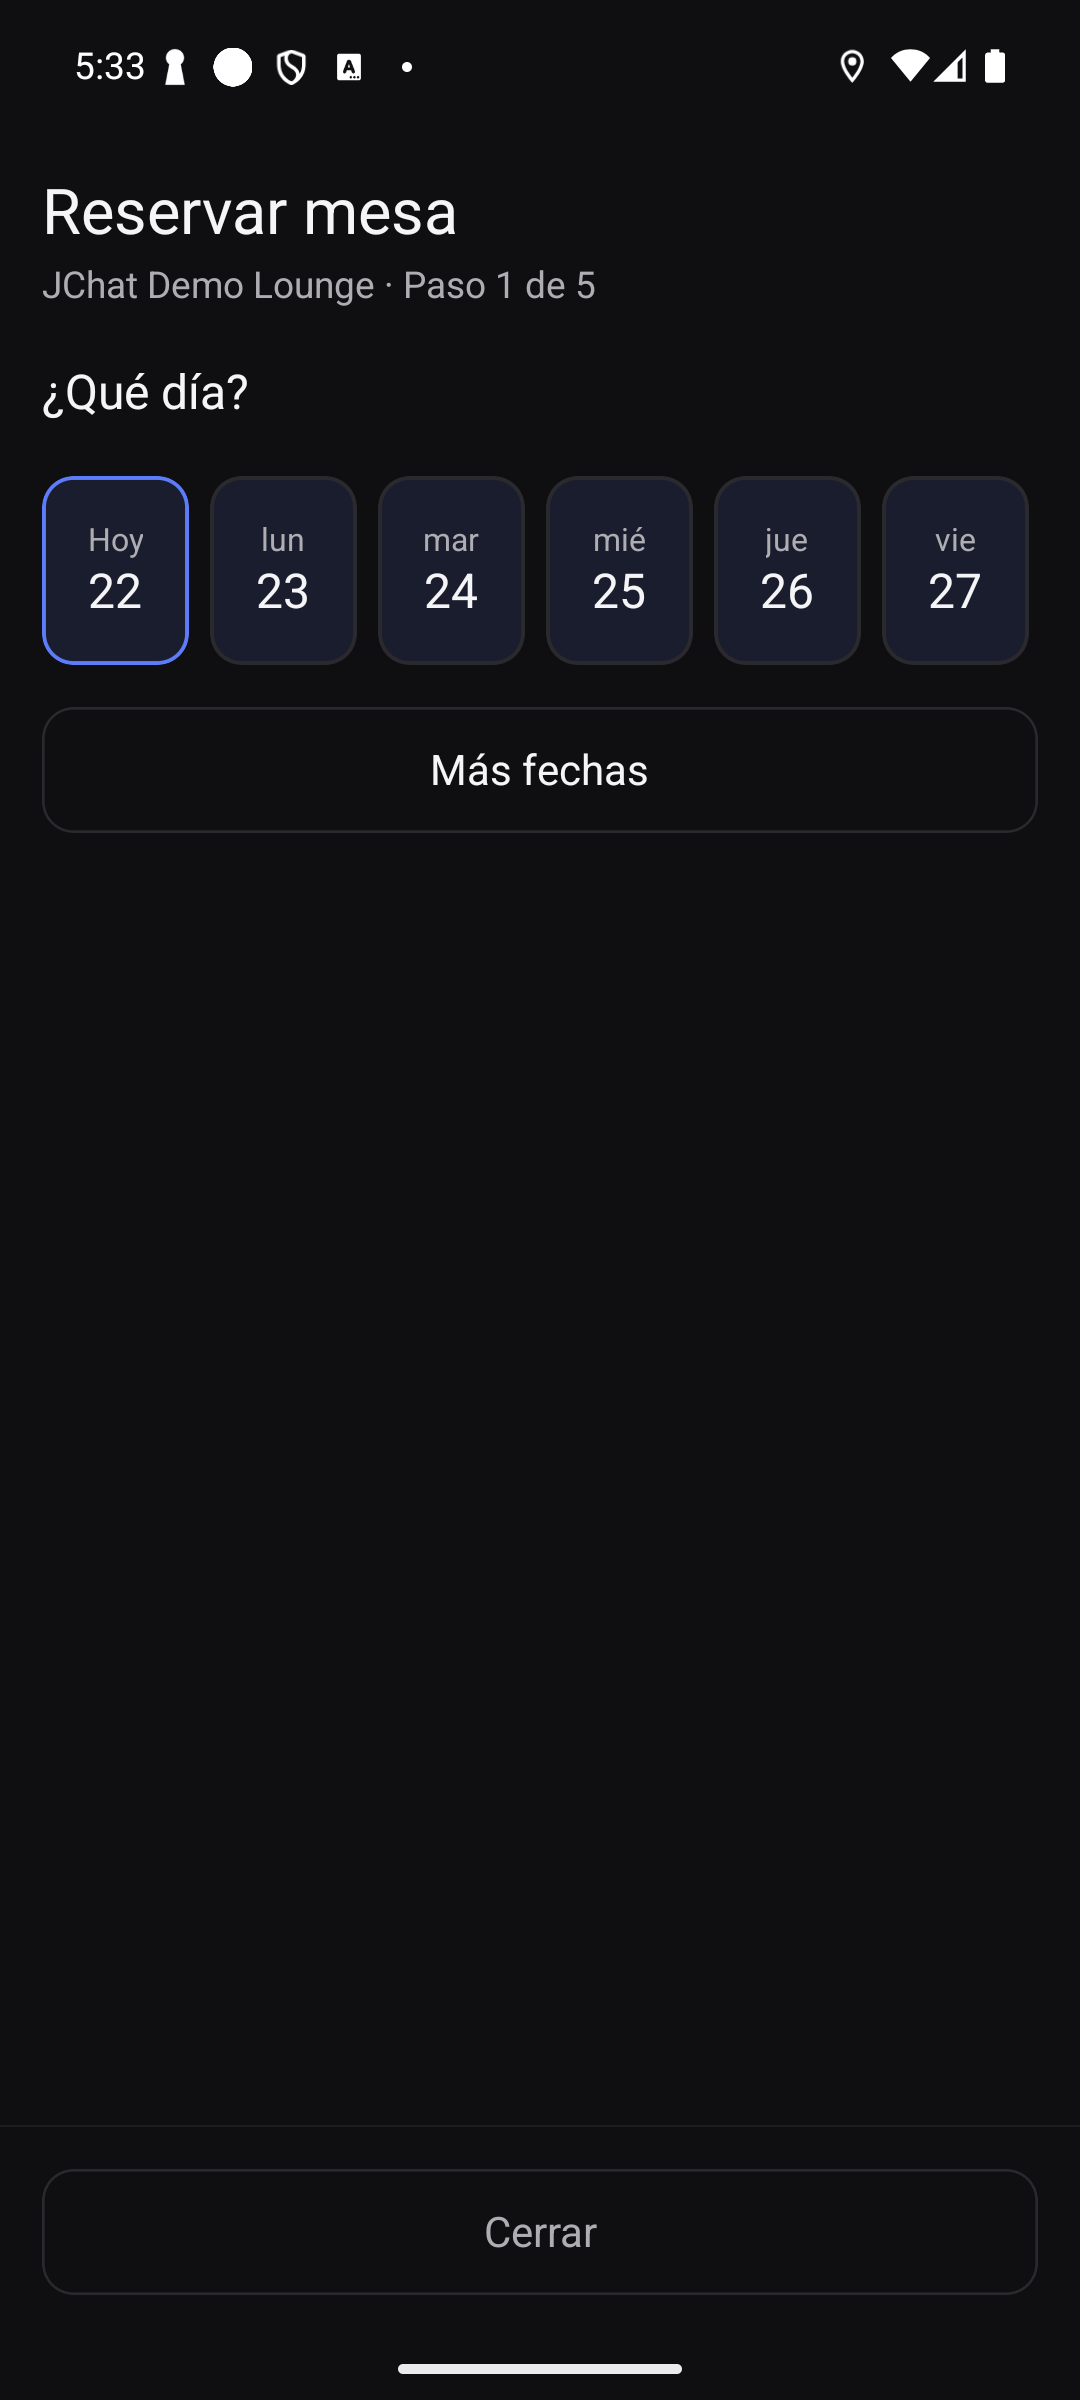 5:33
Reservar mesa
JChat Demo Lounge · Paso 1 de 5
¿Qué día?
Hoy lun mar mié jue vie
22 23 24 25 26 27
Más fechas
Cerrar